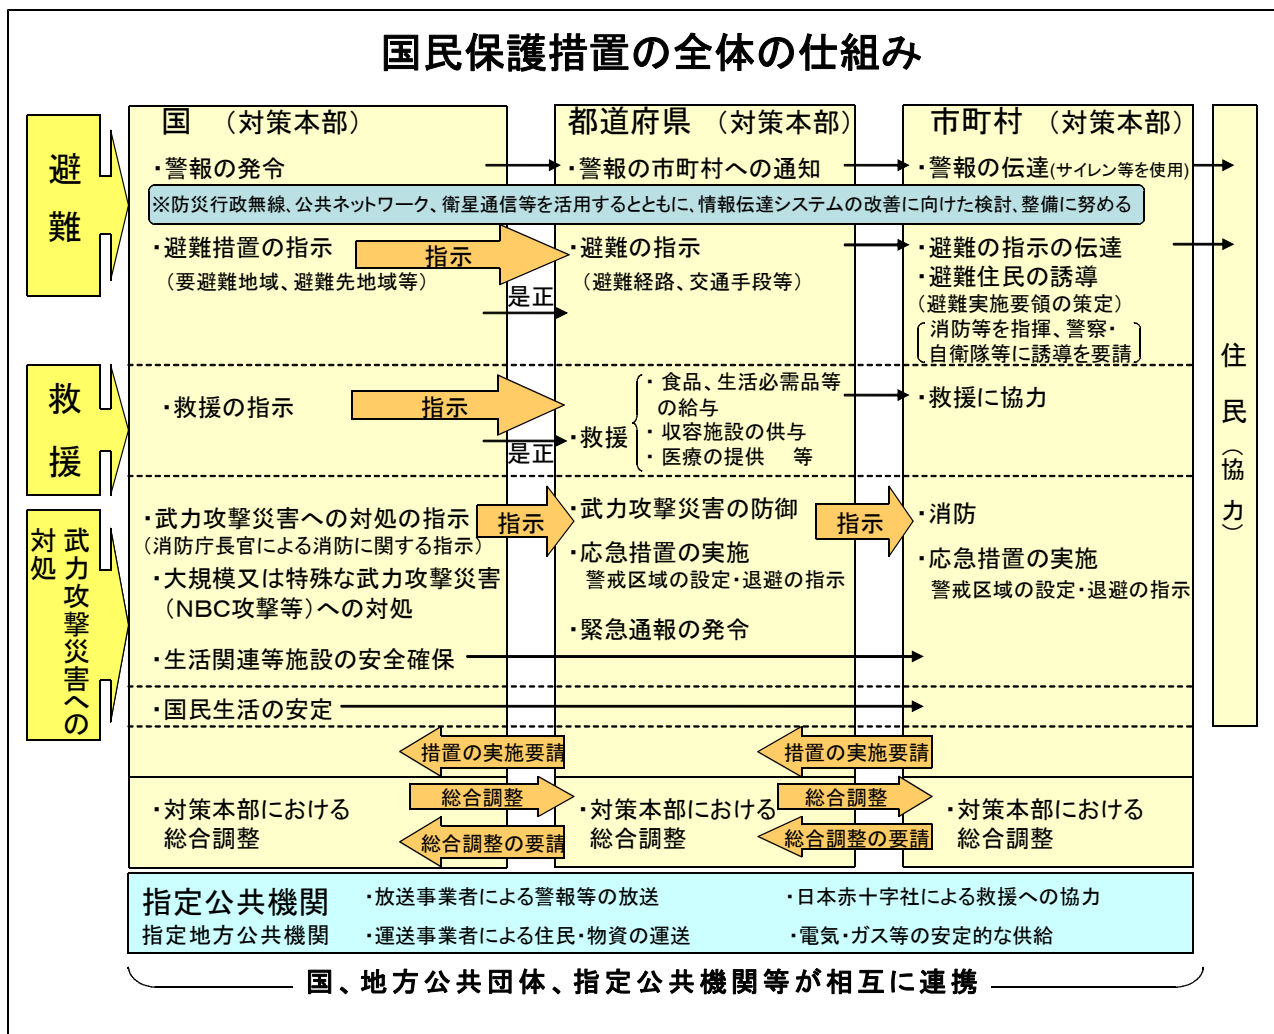 国民保護措置の全体の仕組み
避難
国 (対策本部)
・警報の発令
都道府県 (対策本部)
・警報の市町村への通知
市町村 (対策本部)
・警報の伝達(サイレン等を使用)
※防災行政無線、公共ネットワーク、衛星通信等を活用するとともに、情報伝達システムの改善に向けた検討、整備に努める
・避難措置の指示
(要避難地域、避難先地域等)
指示
是正
・避難の指示
(避難経路、交通手段等)
・避難の指示の伝達
・避難住民の誘導
(避難実施要領の策定)
消防等を指揮、警察・
自衛隊等に誘導を要請
住民(協力)
救援
・救援の指示
指示
是正
・救援
・食品、生活必需品等
の給与
・収容施設の供与
・医療の提供 等
・救援に協力
武力攻撃災害への
対処
・武力攻撃災害への対処の指示
(消防庁長官による消防に関する指示)
・大規模又は特殊な武力攻撃災害
(NBC攻撃等)への対処
指示
・武力攻撃災害の防御
・応急措置の実施
警戒区域の設定・退避の指示
・緊急通報の発令
指示
・消防
・応急措置の実施
警戒区域の設定・退避の指示
・生活関連等施設の安全確保
・国民生活の安定
措置の実施要請
措置の実施要請
・対策本部における
総合調整
総合調整
総合調整の要請
・対策本部における
総合調整
総合調整
総合調整の要請
・対策本部における
総合調整
指定公共機関
指定地方公共機関
・放送事業者による警報等の放送
・日本赤十字社による救援への協力
・運送事業者による住民・物資の運送
・電気・ガス等の安定的な供給
国、地方公共団体、指定公共機関等が相互に連携